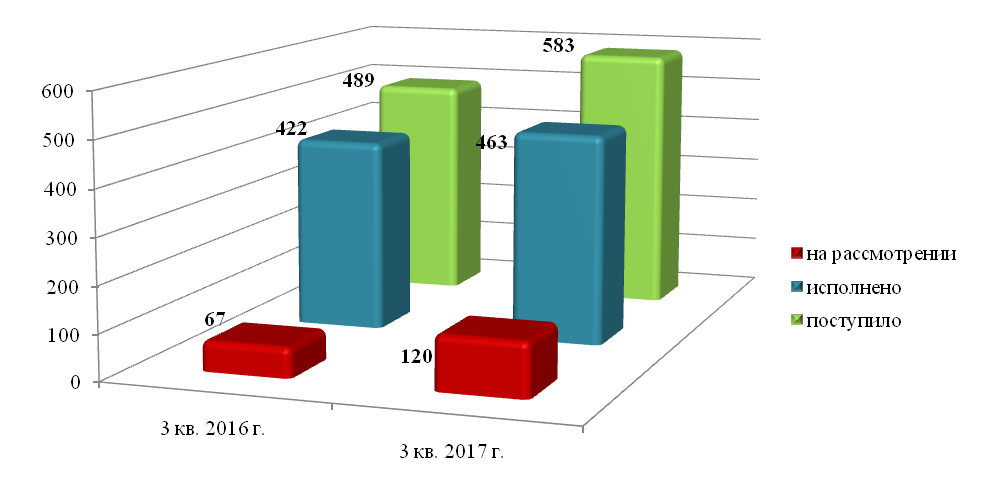 583
489
600
422
463
500
400
300
на рассмотрении
200
исполнено
67
поступило
100
120
0
3 кв. 2016 г.
3 кв. 2017 г.